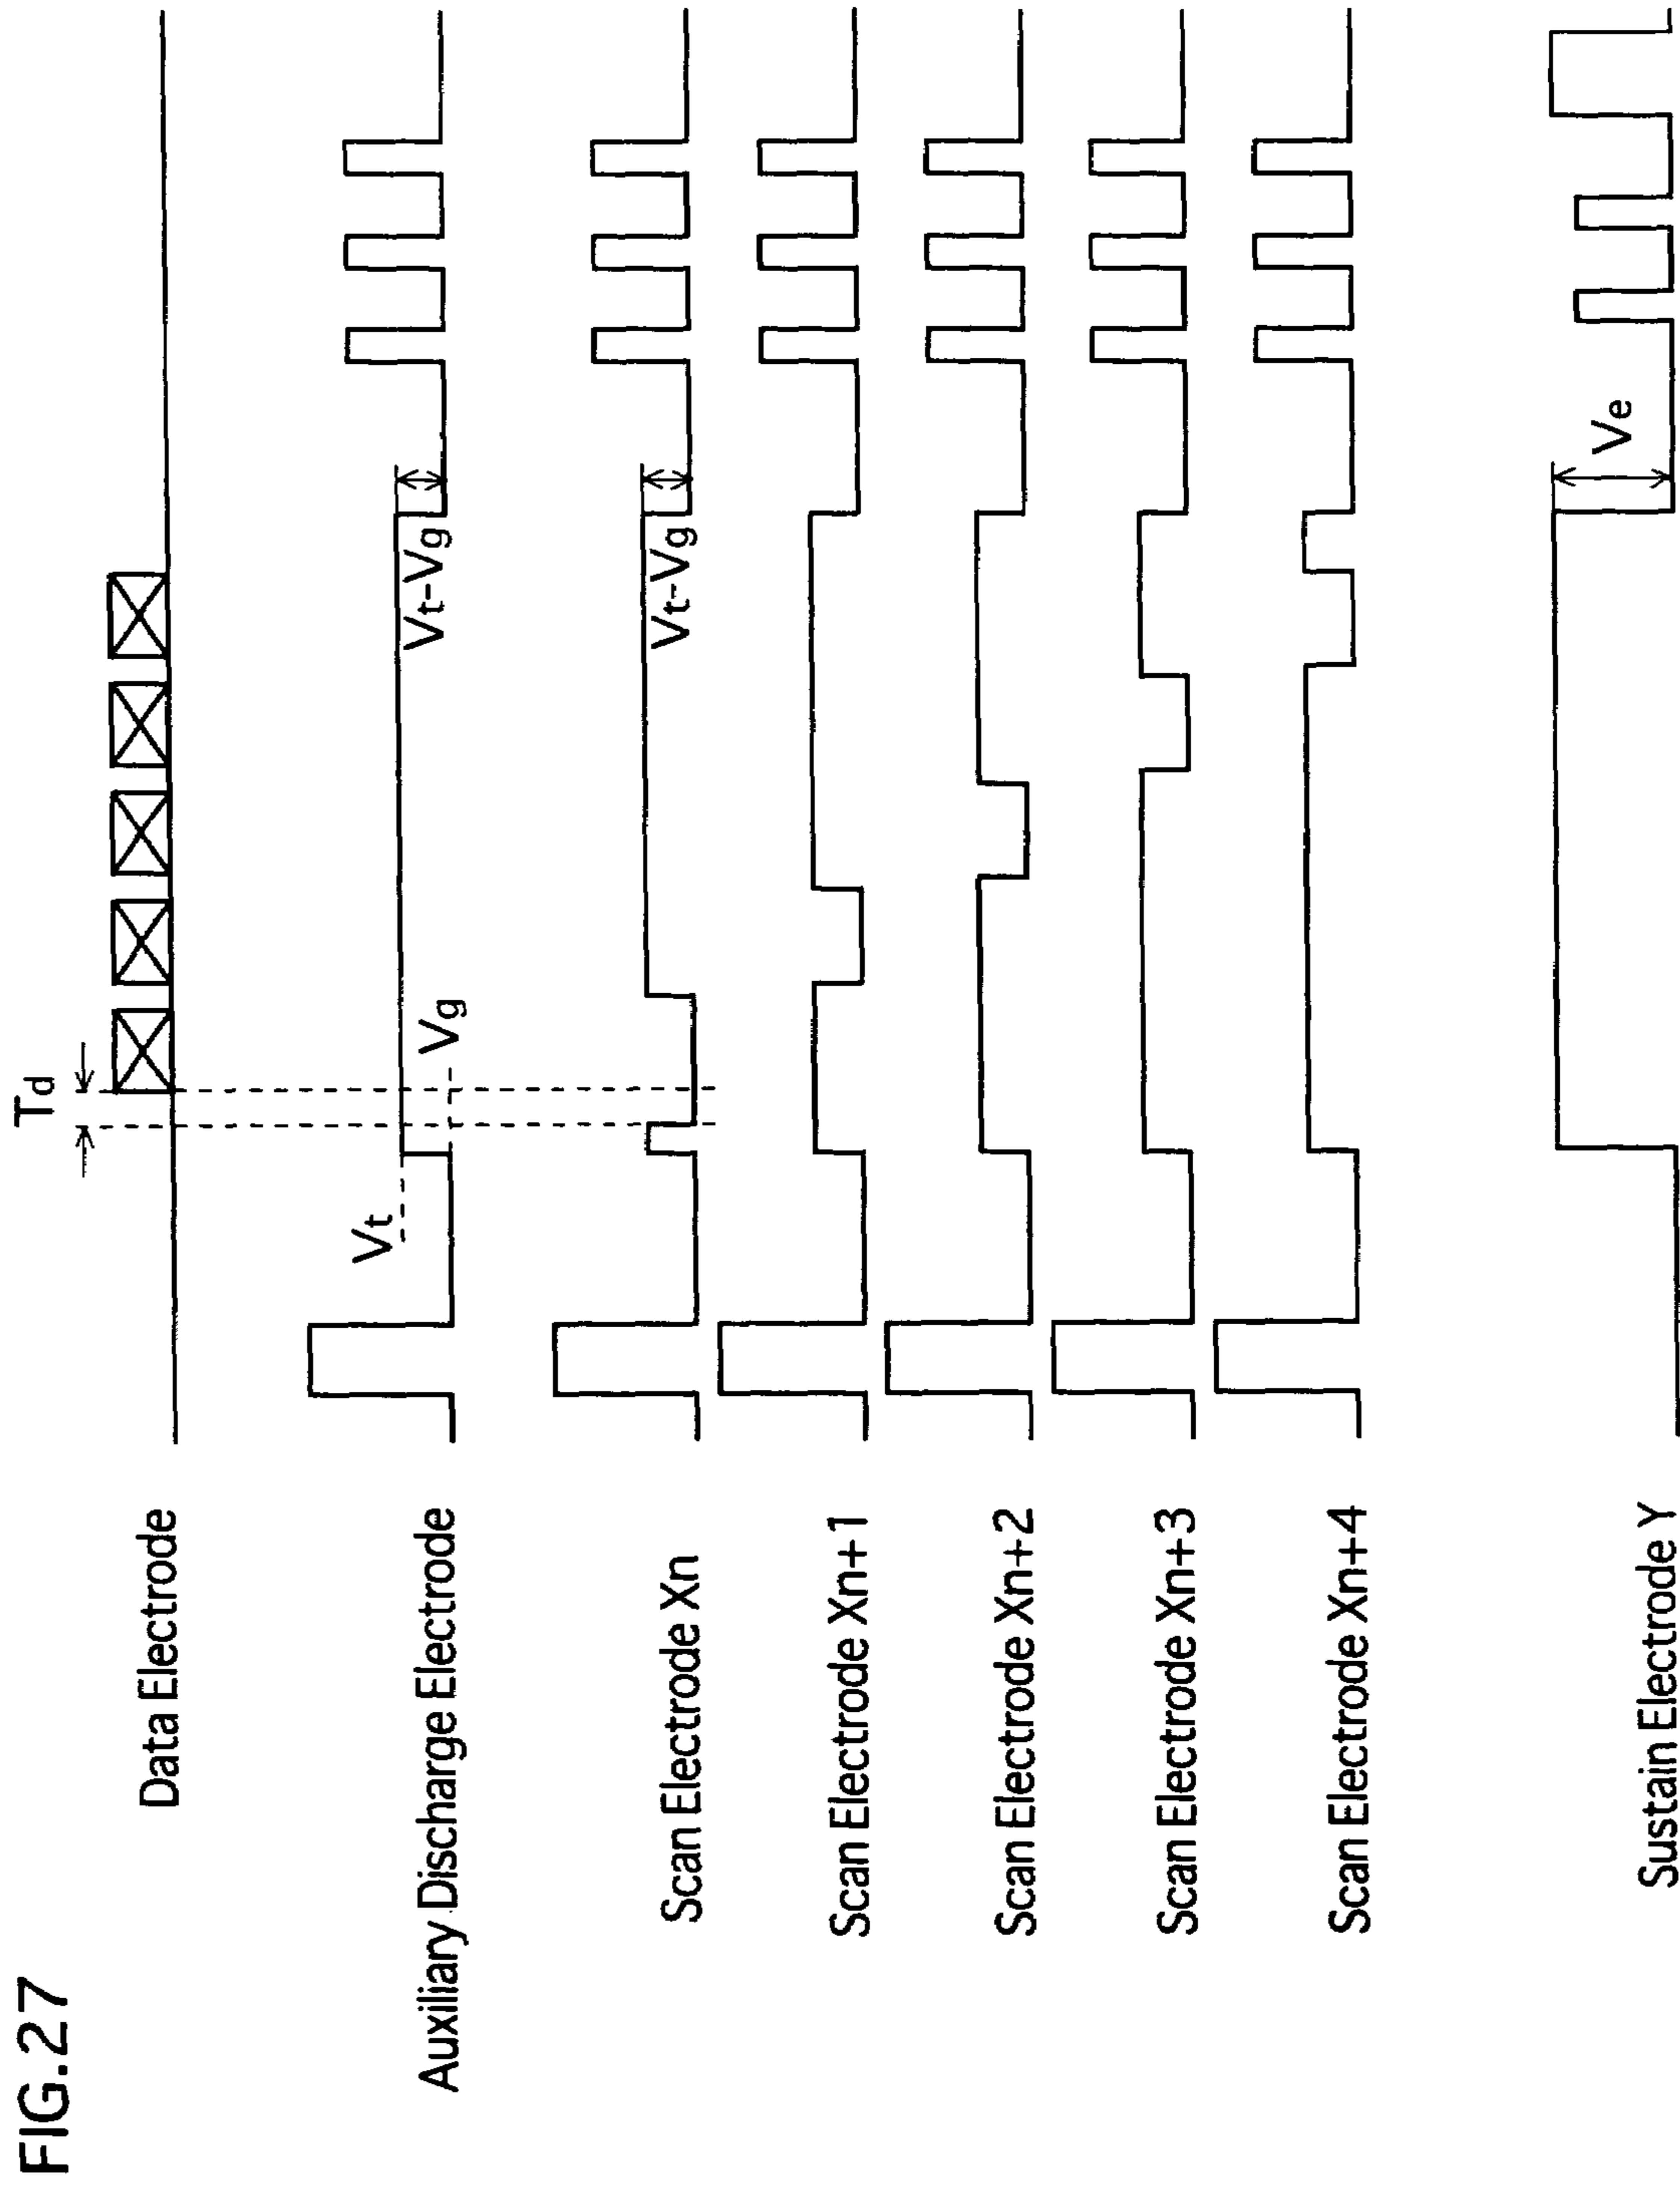 FIG.27
Td
Data Electrode
Vt
Vg
Vt-Vg
Auxiliary Discharge Electrode
Vt-Vg
Scan Electrode Xn
Scan Electrode Xn+1
Scan Electrode Xn+2
Scan Electrode Xn+3
Scan Electrode Xn+4
Ve
Sustain Electrode Y